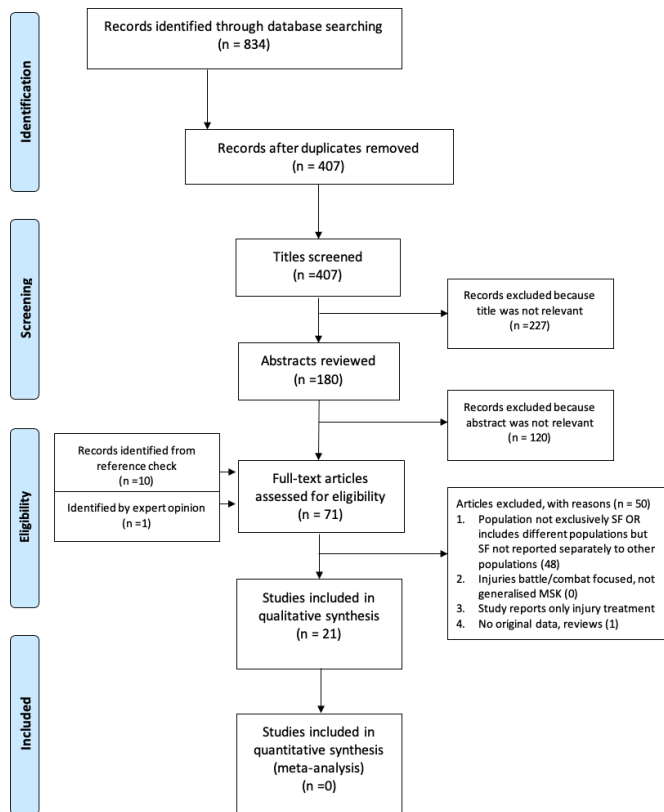 Identification
Records identified through database searching
(n = 834)
Records after duplicates removed
(n = 407)
Screening
Titles screened
(n =407)
Records excluded because
title was not relevant
(n =227)
Abstracts reviewed
(n =180)
Records excluded because
abstract was not relevant
(n = 120)
Eligibility
Records identified from
reference check
(n =10)
Identified by expert opinion
(n =1)
Full-text articles
assessed for eligibility
(n = 71)
Articles excluded, with reasons (n = 50)
1. Population not exclusively SF OR
includes different populations but
SF not reported separately to other
populations (48)
2. Injuries battle/combat focused, not
generalised MSK (0)
3. Study reports only injury treatment
4. No original data, reviews (1)
Studies included in
qualitative synthesis
(n = 21)
Included
Studies included in
quantitative synthesis
(meta-analysis)
(n =0)